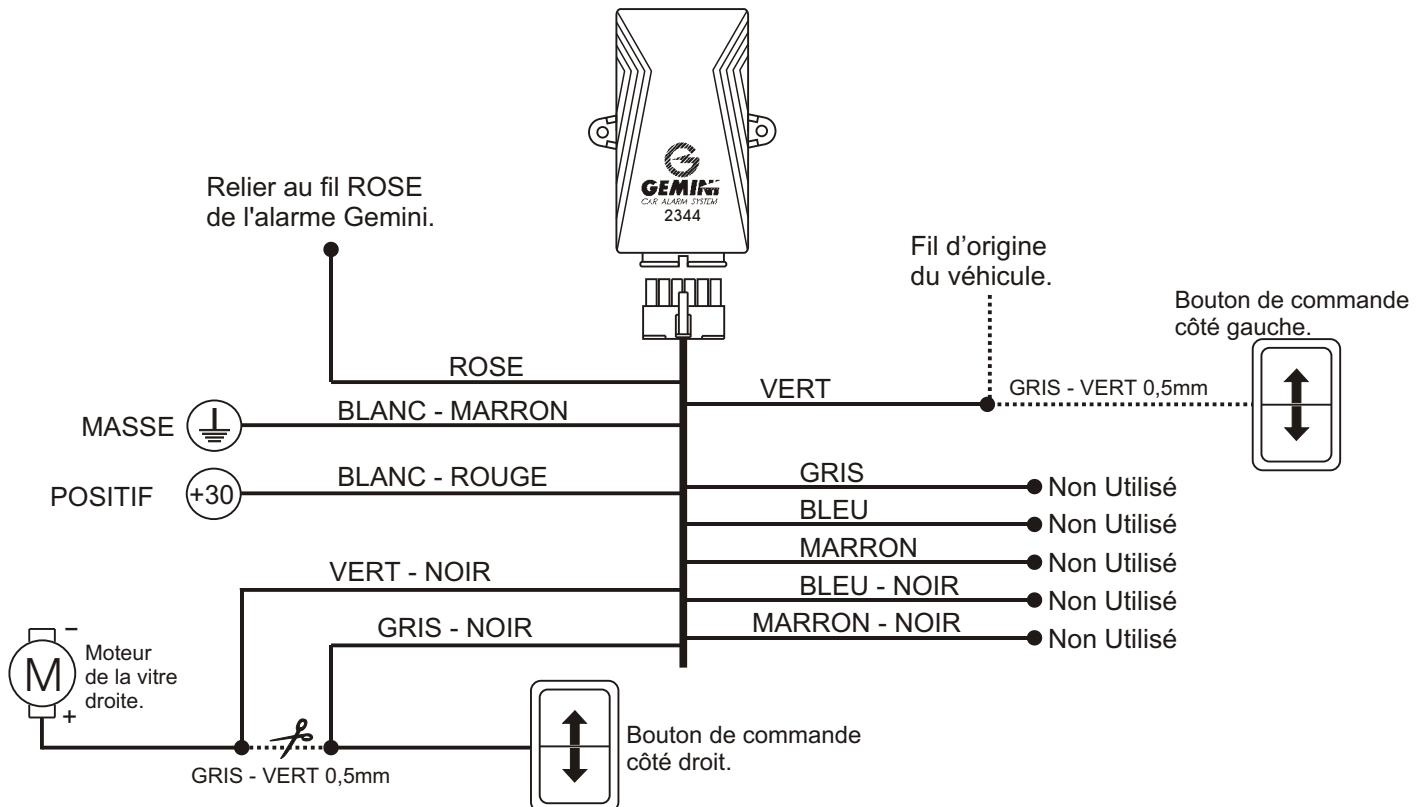 GEMINI
CAR ALARM SYSTEM
2344
Relier au fil ROSE
de l'alarme Gemini.
Fil d’origine
du véhicule.
Bouton de commande
côté gauche.
ROSE
VERT
GRIS - VERT 0,5mm
BLANC - MARRON
MASSE
BLANC - ROUGE
POSITIF
+30
GRIS
Non Utilisé
BLEU
Non Utilisé
MARRON
Non Utilisé
BLEU - NOIR
Non Utilisé
MARRON - NOIR
Non Utilisé
VERT - NOIR
GRIS - NOIR
−
M
+
Moteur
de la vitre
droite.
GRIS - VERT 0,5mm
Bouton de commande
côté droit.